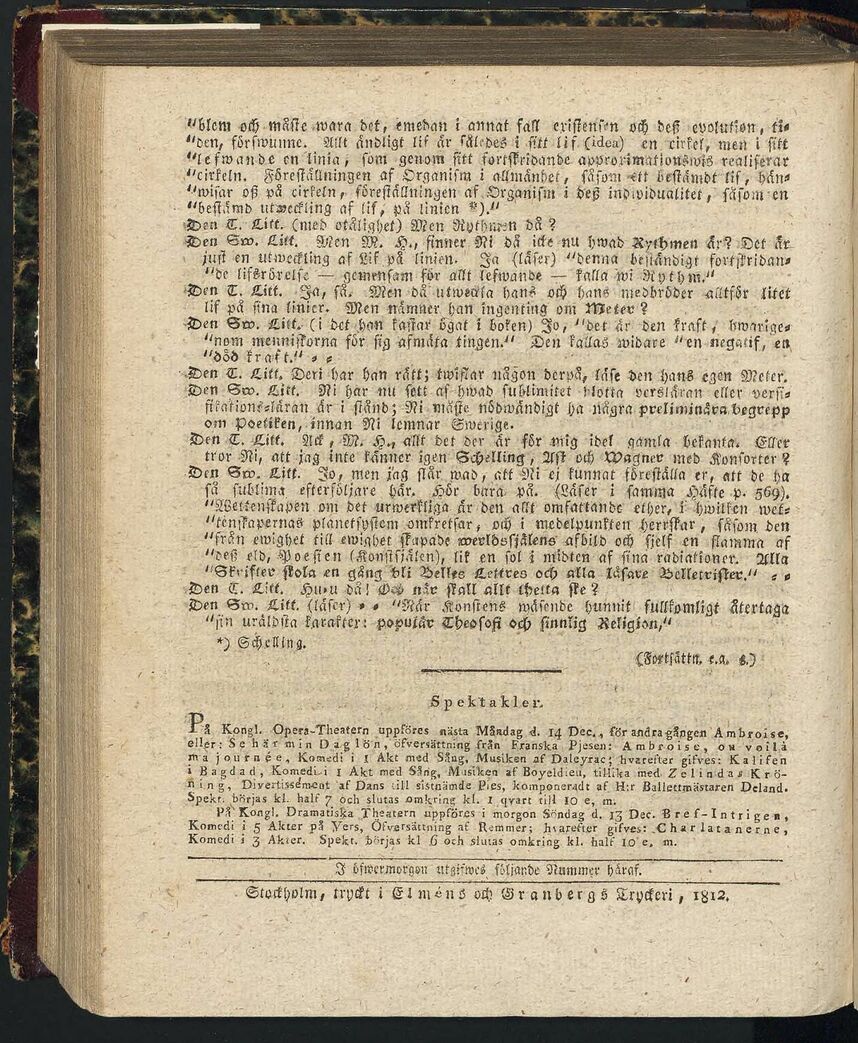 "blem och måste wara det, emedan i annat fall existensen och deß evolution, ti=
"den, förswunne. Allt andligt lif är således i sitt lif (idea) en cirkel, men i sitt
"lefwande en linia, som genom sitt fortskridande approximationswis realiserar
"cirkeln. Föreställningen af Organism i allmänhet, såsom ett bestämdt lif, hän=
"wisar oß på cirkeln, föreställningen af Organism i deß individualitet, såsom en
"bestämd utweckling af lif, på linien *)."
Den T. Litt. (med otålighet) Men Rythmen då?
Den Sw. Litt. Men M. H., finner Ni då icke nu hwad Rythmen är? Det är
just en utweckling af Lif på linien. Ja (läser) "denna beständigt fortskridan=
"de lifsrörelse — gemensam för allt lefwande — kalla wi Rythm."
Den T. Litt. Ja, så. Men då utweckla hans och hans medbröder alltför litet
lif på sina linier. Men nämner han ingenting om Meter?
Den Sw. Litt. (i det han kastar ögat i boken) Jo, "det är den kraft, hwarige=
"nom menniskorna för sig afmäta tingen." Den kallas widare "en negatif, en
"död kraft." = =
Den T. Litt. Deri har han rätt; twiflar någon derpå, läse den hans egen Meter.
Den Sw. Litt. Ni har nu sett af hwad sublimitet blotta versläran eller versi=
fikationsläran är i stånd; Ni måste nödwändigt ha några preliminära begrepp
om Poetiken, innan Ni lemnar Swerige.
Den T. Litt. Ack, M. H., allt det der är för mig idel gamla bekanta. Eller
tror Ni, att jag inte känner igen Schelling, Ast och Wagner med Konsorter?
Den Sw. Litt. Jo, men jag slår wad, att Ni ej kunnat föreställa er, att de ha
så sublima efterföljare här. Hör bara på. (Läser i samma Häfte p. 569).
"Wettenskapen om det urwerkliga är den allt omfattande ether, i hwilken wet=
"tenskapernas planetsystem omkretsar, och i medelpunkten herrskar, såsom den
"från ewighet till ewighet skapade werldssjälens afbild och sjelf en flamma af
"deß eld, Poesien (Konstsjälen), lik en sol i midten af sina radiationer. Alla
"Skrifter skola en gång bli Belles Lettres och alla läsare Belletrister." = =
Den T. Litt. Huru då! Och när skall allt thetta ske?
Den Sw. Litt. (läser) = = "När Konstens wäsende hunnit fullkomligt återtaga
"sin uräldsta karakter: populär Theosofi och sinnlig Religion,"
*) Schelling.
(Fortsättn. e.a. g.)
Spektakler.
På Kongl. Opera-Theatern uppföres nästa Måndag d. 14 Dec., för andra gången Ambroise,
eller: Se här min Daglön, öfversättning från Franska Pjesen: Ambroise, ou voilà
ma journée, Komedi i 1 Akt med Sång, Musiken af Daleyrac; hvarefter gifves: Kalifen
i Bagdad, Komedi i 1 Akt med Sång, Musiken af Boyeldieu, tillika med Zelindas Krö-
ning, Divertissement af Dans till sistnämde Pies, komponeradt af H:r Ballettmästaren Deland.
Spekt. börjas kl. half 7 och slutas omkring kl. 1 qvart till 10 e, m.
På Kongl. Dramatiska Theatern uppföres i morgon Söndag d. 13 Dec. Bref-Intrigen,
Komedi i 5 Akter på Vers, Öfversättning af Remmer; hvarefter gifves: Charlatanerne,
Komedi i 3 Akter. Spekt. börjas kl 6 och slutas omkring kl. half 10 e. m.
I öfwermorgon utgifwes följande Nummer häraf.
Stockholm, tryckt i Elméns och Granbergs Tryckeri, 1812.